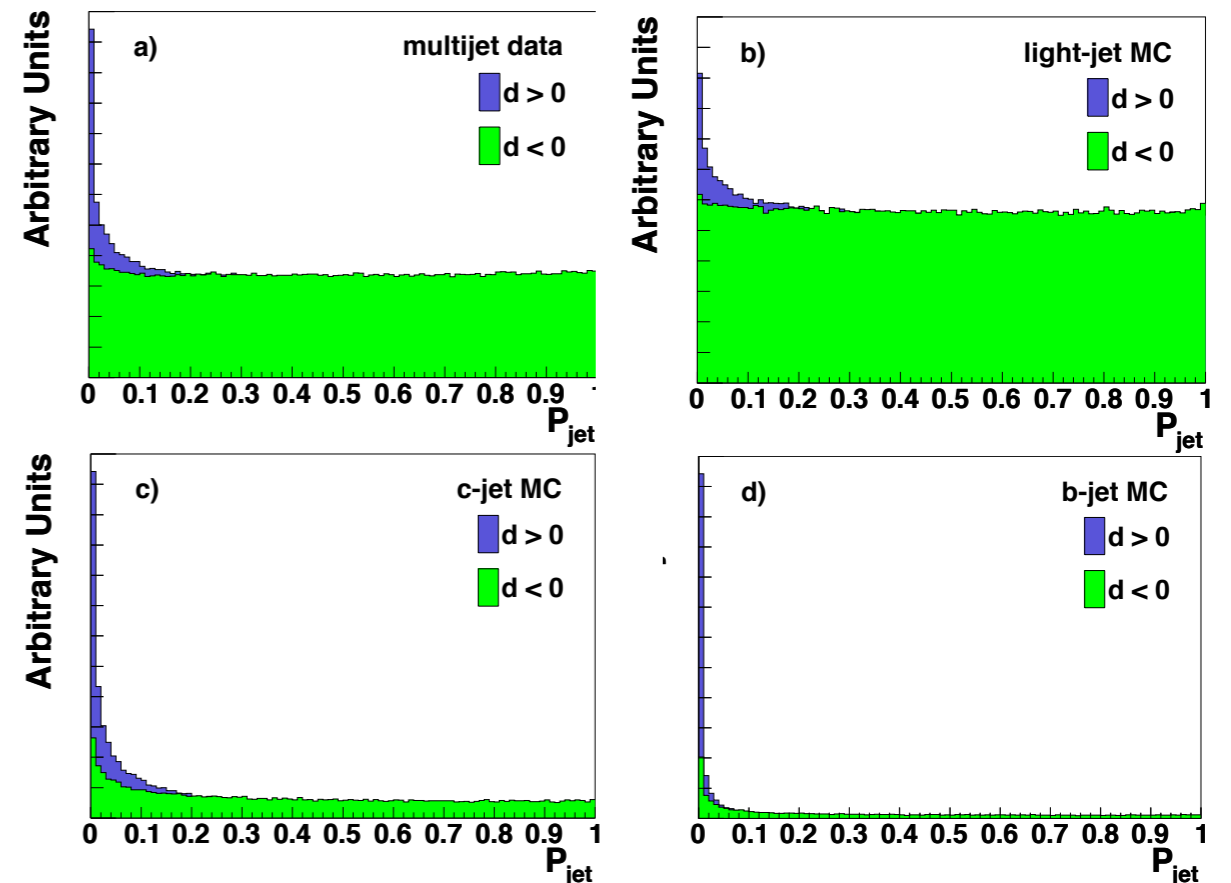 Arbitrary Units
a)
multijet data
d > 0
d < 0
0 0.1 0.2 0.3 0.4 0.5 0.6 0.7 0.8 0.9
P_jet
Arbitrary Units
b)
light-jet MC
d > 0
d < 0
0 0.1 0.2 0.3 0.4 0.5 0.6 0.7 0.8 0.9 1
P_jet
Arbitrary Units
c)
c-jet MC
d > 0
d < 0
0 0.1 0.2 0.3 0.4 0.5 0.6 0.7 0.8 0.9 1
P_jet
d)
b-jet MC
d > 0
d < 0
0 0.1 0.2 0.3 0.4 0.5 0.6 0.7 0.8 0.9 1
P_jet